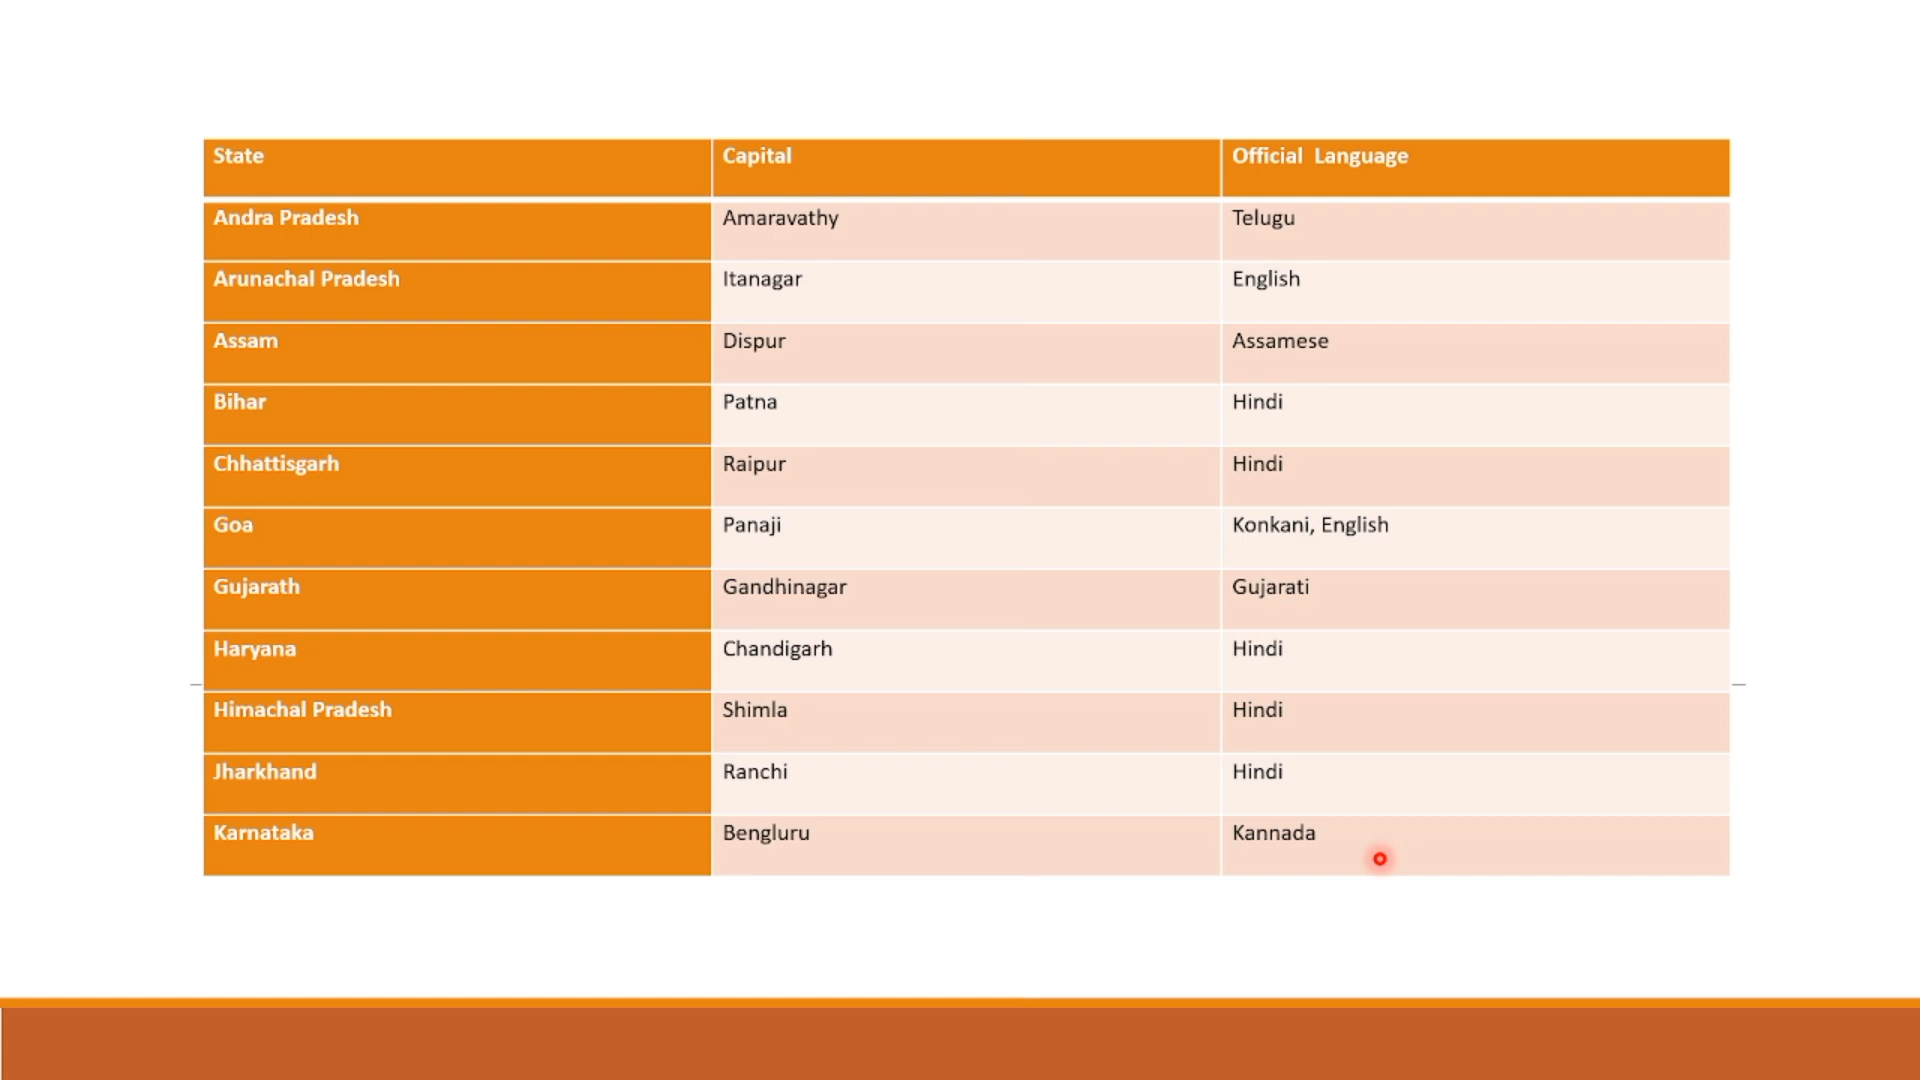 State Capital Official Language
Andra Pradesh Amaravathy Telugu
Arunachal Pradesh Itanagar English
Assam Dispur Assamese
Bihar Patna Hindi
Chhattisgarh Raipur Hindi
Goa Panaji Konkani, English
Gujarath Gandhinagar Gujarati
Haryana Chandigarh Hindi
Himachal Pradesh Shimla Hindi
Jharkhand Ranchi Hindi
Karnataka Bengluru Kannada